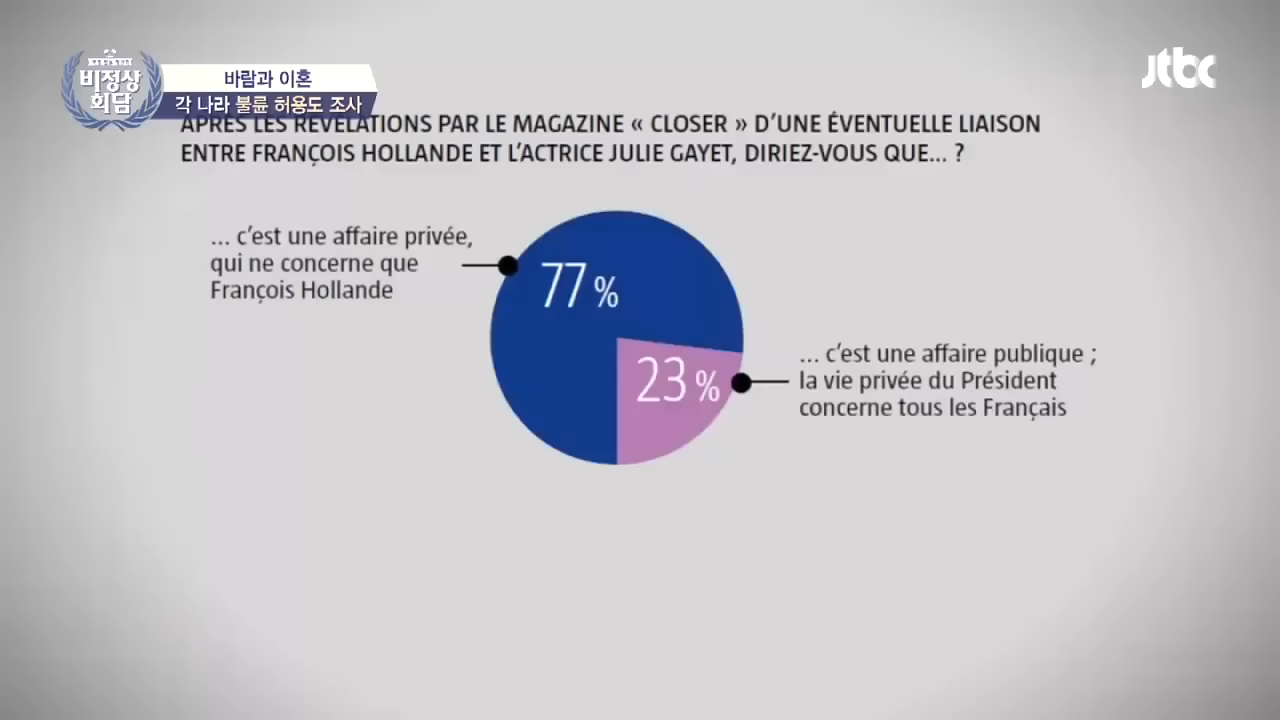 비정상
회담
바람과 이혼
각 나라 불륜 허용도 조사
jtbc
APRÈS LES RÉVÉLATIONS PAR LE MAGAZINE « CLOSER » D’UNE ÉVENTUELLE LIAISON
ENTRE FRANÇOIS HOLLANDE ET L’ACTRICE JULIE GAYET, DIRIEZ-VOUS QUE... ?
... c’est une affaire privée,
qui ne concerne que
François Hollande
77 %
23 %
... c’est une affaire publique ;
la vie privée du Président
concerne tous les Français